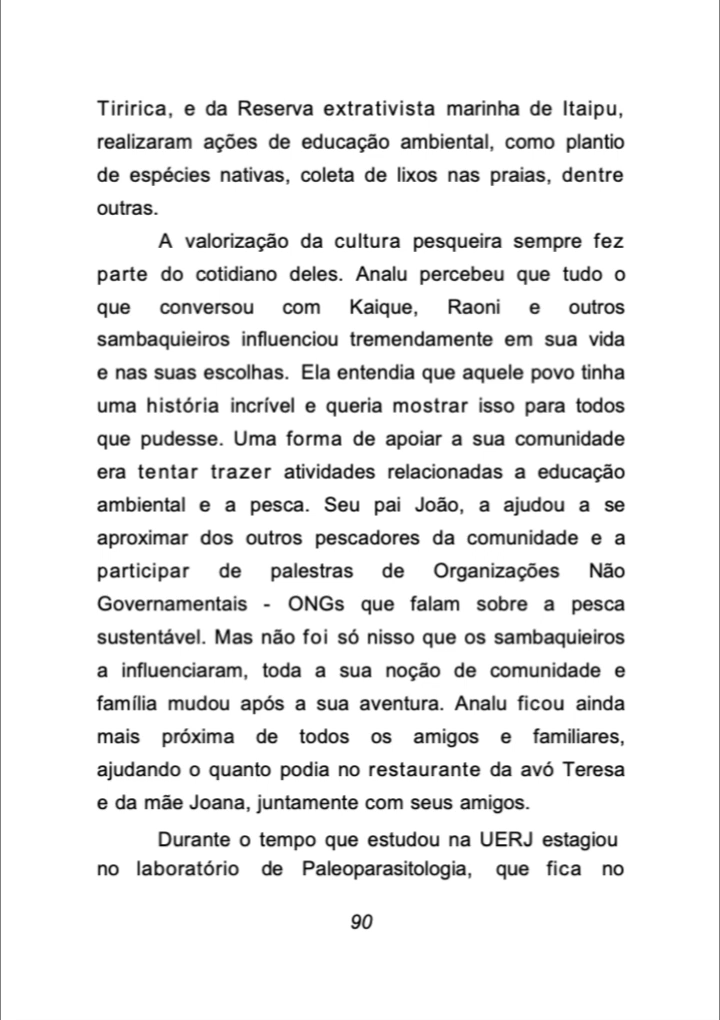 Tiririca, e da Reserva extrativista marinha de Itaipu,
realizaram ações de educação ambiental, como plantio
de espécies nativas, coleta de lixos nas praias, dentre
outras.
A valorização da cultura pesqueira sempre fez
parte do cotidiano deles. Analu percebeu que tudo o
que conversou com Kaique, Raoni e outros
sambaquieiros influenciou tremendamente em sua vida
e nas suas escolhas. Ela entendia que aquele povo tinha
uma história incrível e queria mostrar isso para todos
que pudesse. Uma forma de apoiar a sua comunidade
era tentar trazer atividades relacionadas a educação
ambiental e a pesca. Seu pai João, a ajudou a se
aproximar dos outros pescadores da comunidade e a
participar de palestras de Organizações Não
Governamentais - ONGs que falam sobre a pesca
sustentável. Mas não foi só nisso que os sambaquieiros
a influenciaram, toda a sua noção de comunidade e
família mudou após a sua aventura. Analu ficou ainda
mais próxima de todos os amigos e familiares,
ajudando o quanto podia no restaurante da avó Teresa
e da mãe Joana, juntamente com seus amigos.
Durante o tempo que estudou na UERJ estagiou
no laboratório de Paleoparasitologia, que fica no
90